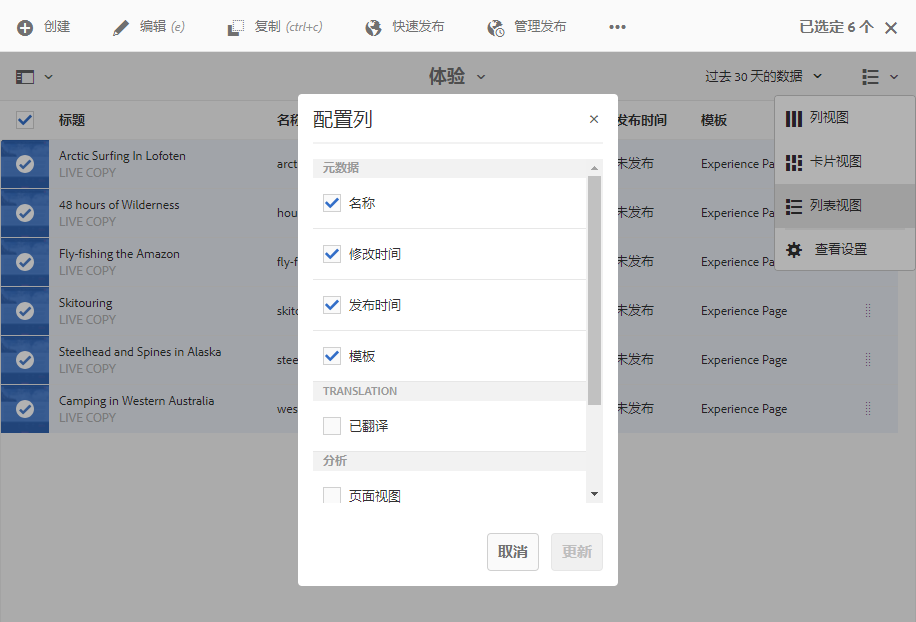 创建 编辑 (e) 复制 (ctrl+c) 快速发布 管理发布 已选定 6 个
体验 过去 30 天的数据
标题 名称 发布时间 模板
Arctic Surfing In Lofoten
LIVE COPY
arct 未发布 Experience Pa
48 hours of Wilderness
LIVE COPY
hou 未发布 Experience Pa
Fly-fishing the Amazon
LIVE COPY
fly-f 未发布 Experience Pa
Skitouring
LIVE COPY
skito 未发布 Experience Page
Steelhead and Spines in Alaska
LIVE COPY
stee 未发布 Experience Page
Camping in Western Australia
LIVE COPY
wes 未发布 Experience Page
列视图
卡片视图
列表视图
查看设置
配置列
元数据
名称
修改时间
发布时间
模板
TRANSLATION
已翻译
分析
页面视图
取消 更新